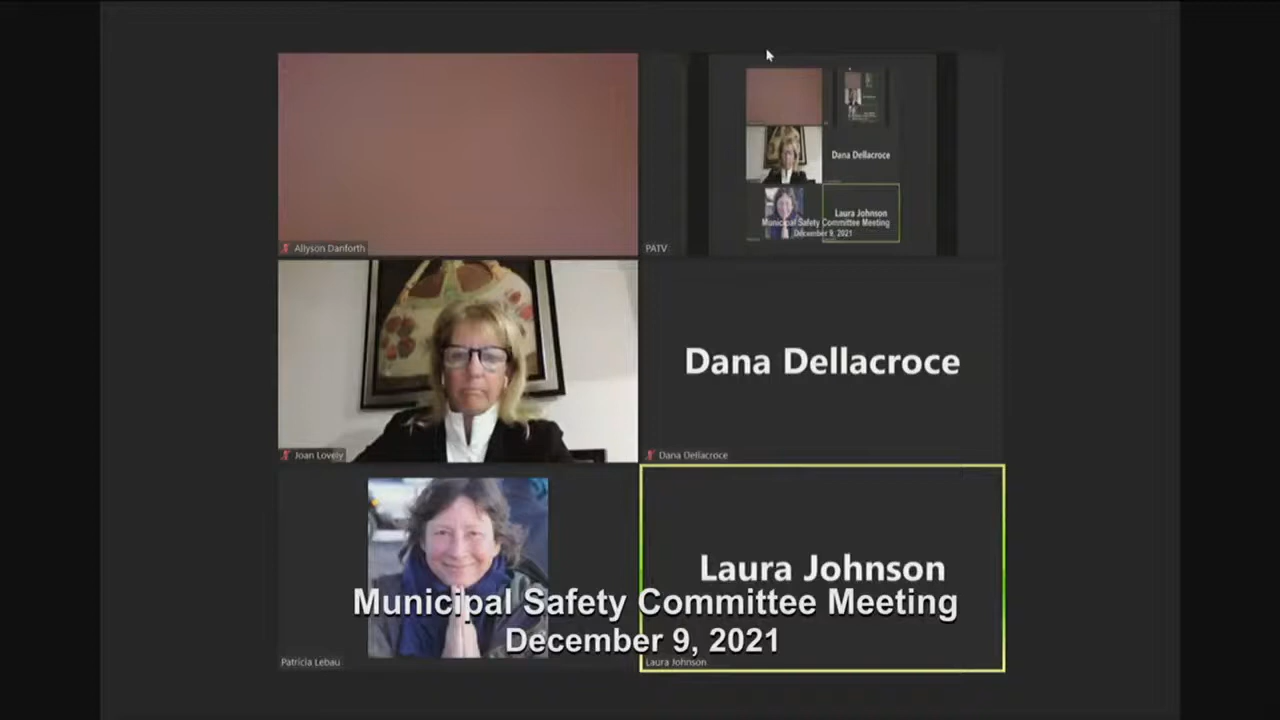 Allyson Danforth
Dana Dellacroce
Laura Johnson
Municipal Safety Committee Meeting
December 9, 2021
PATV
Joan Lovely
Dana Dellacroce
Dana Dellacroce
Laura Johnson
Municipal Safety Committee Meeting
December 9, 2021
Patricia Lebau
Laura Johnson